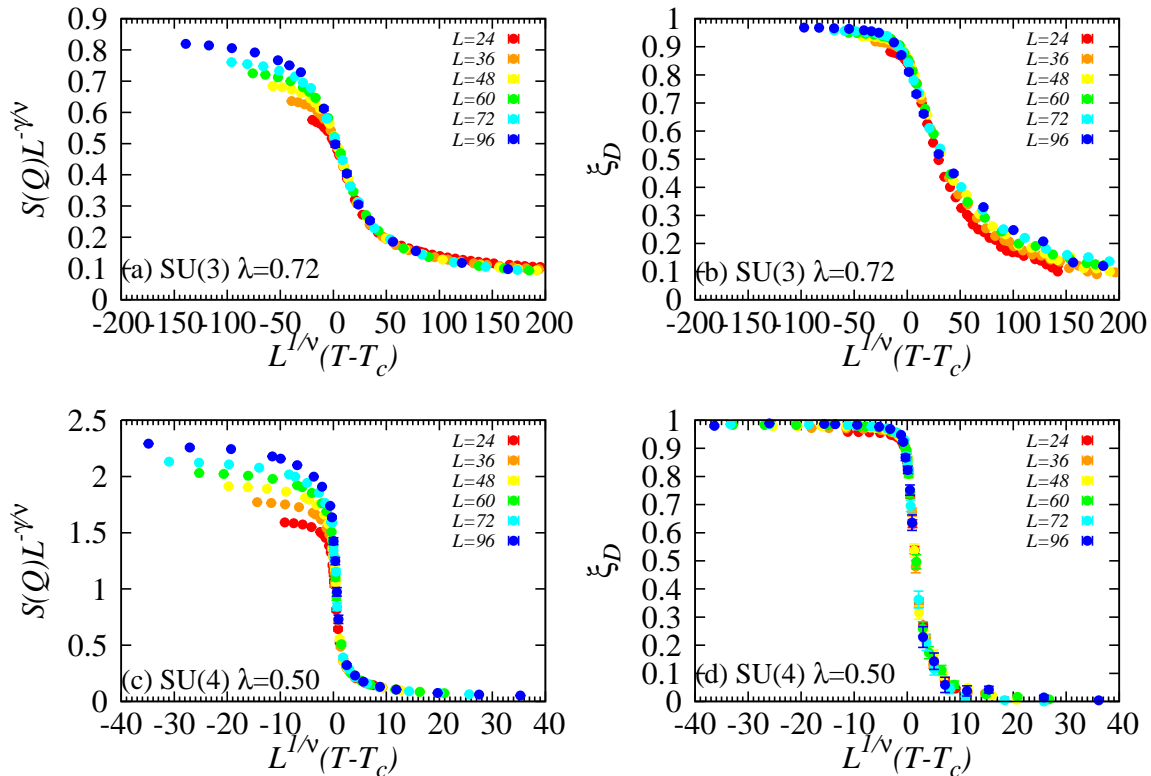 1
0.9
0.8
0.7
0.6
0.5
0.4
0.3
0.2
0.1
0
S(Q)L^-γ/ν
L=24
L=36
L=48
L=60
L=72
L=96
(a) SU(3) λ=0.72
-200 -150 -100 -50 0 50 100 150 200
L^1/ν(T-T_c)
1
0.9
0.8
0.7
0.6
0.5
0.4
0.3
0.2
0.1
0
ξ_D
L=24
L=36
L=48
L=60
L=72
L=96
(b) SU(3) λ=0.72
-200 -150 -100 -50 0 50 100 150 200
L^1/ν(T-T_c)
2.5
2
1.5
1
0.5
0
S(Q)L^-γ/ν
L=24
L=36
L=48
L=60
L=72
L=96
(c) SU(4) λ=0.50
-40 -30 -20 -10 0 10 20 30 40
L^1/ν(T-T_c)
1
0.9
0.8
0.7
0.6
0.5
0.4
0.3
0.2
0.1
0
ξ_D
L=24
L=36
L=48
L=60
L=72
L=96
(d) SU(4) λ=0.50
-40 -30 -20 -10 0 10 20 30 40
L^1/ν(T-T_c)